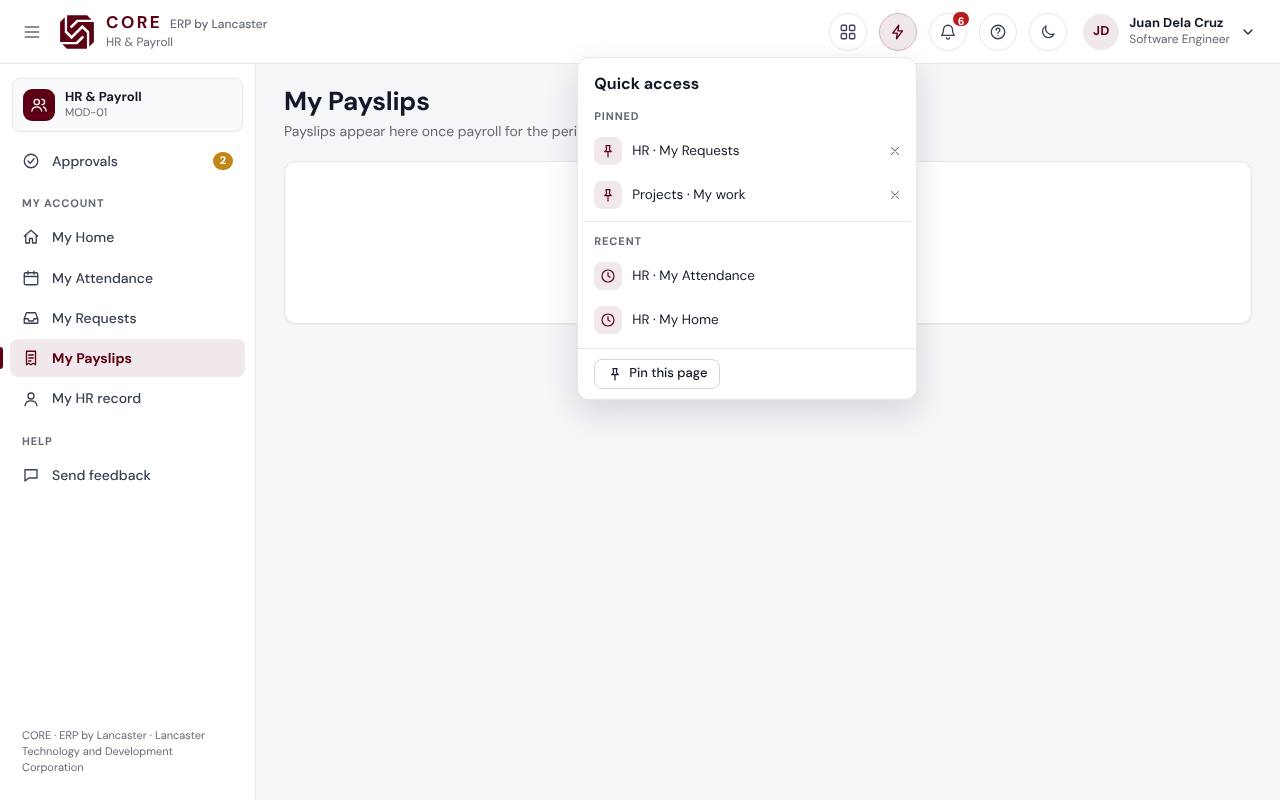 CORE ERP by Lancaster
HR & Payroll
6
JD
Juan Dela Cruz
Software Engineer
HR & Payroll
MOD-01
Approvals 2
MY ACCOUNT
My Home
My Attendance
My Requests
My Payslips
My HR record
HELP
Send feedback
CORE · ERP by Lancaster · Lancaster
Technology and Development
Corporation
My Payslips
Payslips appear here once payroll for the peri
Quick access
PINNED
HR · My Requests
Projects · My work
RECENT
HR · My Attendance
HR · My Home
Pin this page